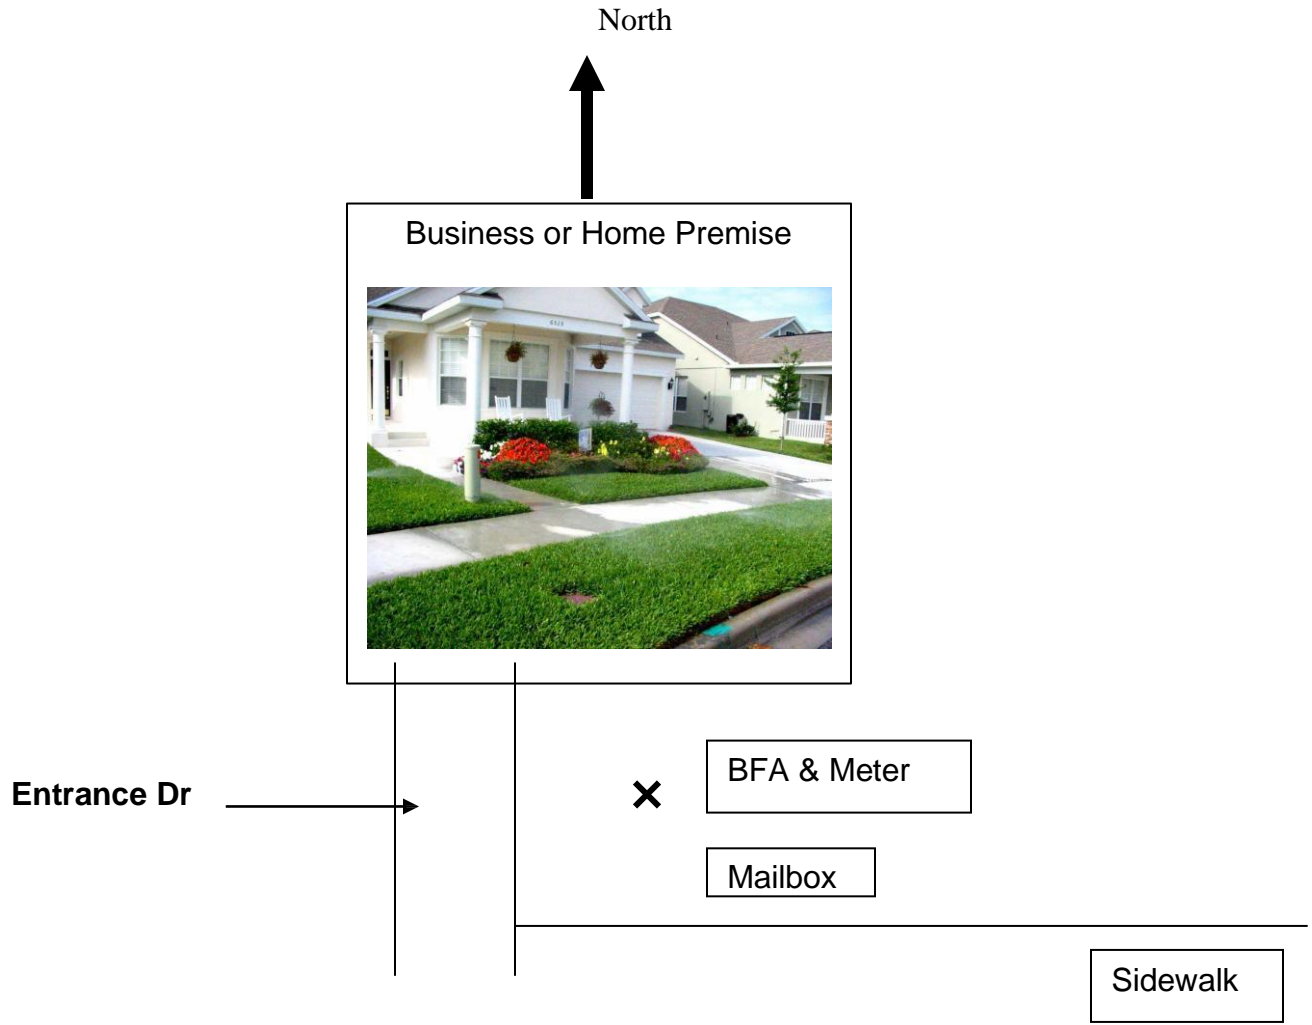 North
Business or Home Premise
BFA & Meter
Entrance Dr
Mailbox
Sidewalk